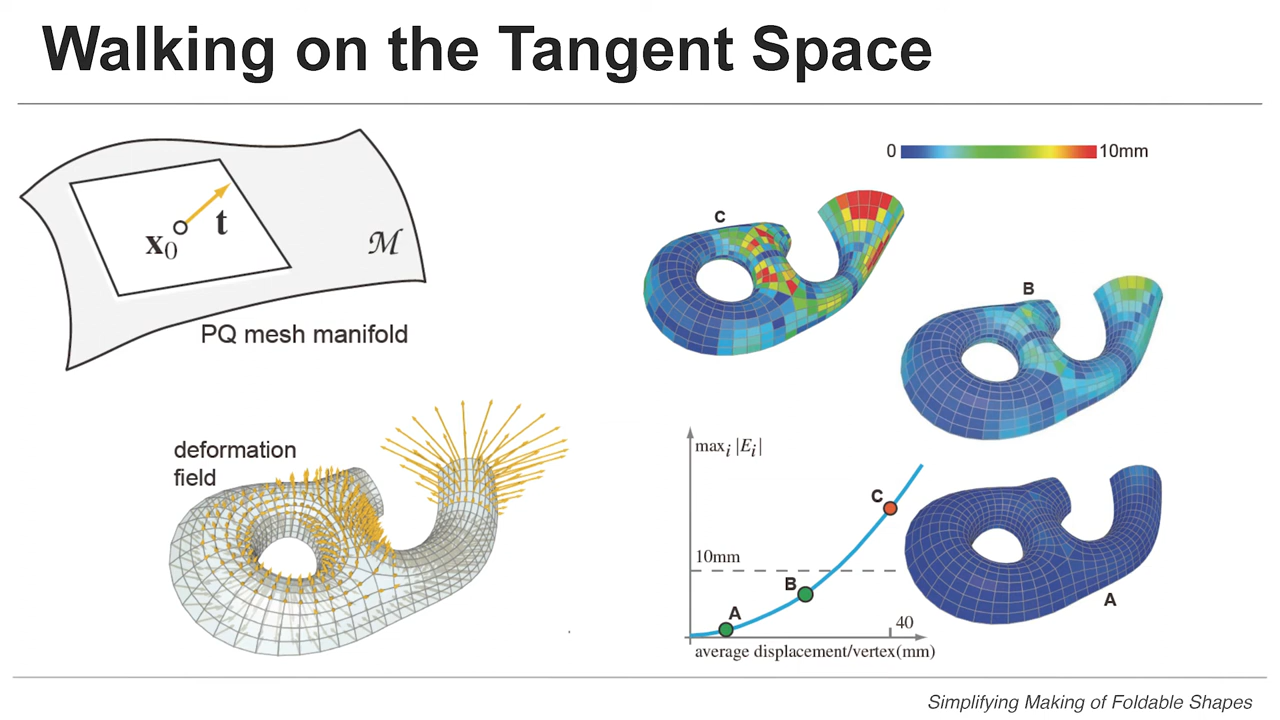 Walking on the Tangent Space
x₀
t
ℳ
PQ mesh manifold
deformation
field
0
10mm
C
B
A
maxᵢ |Eᵢ|
10mm
A
B
C
40
average displacement/vertex(mm)
Simplifying Making of Foldable Shapes